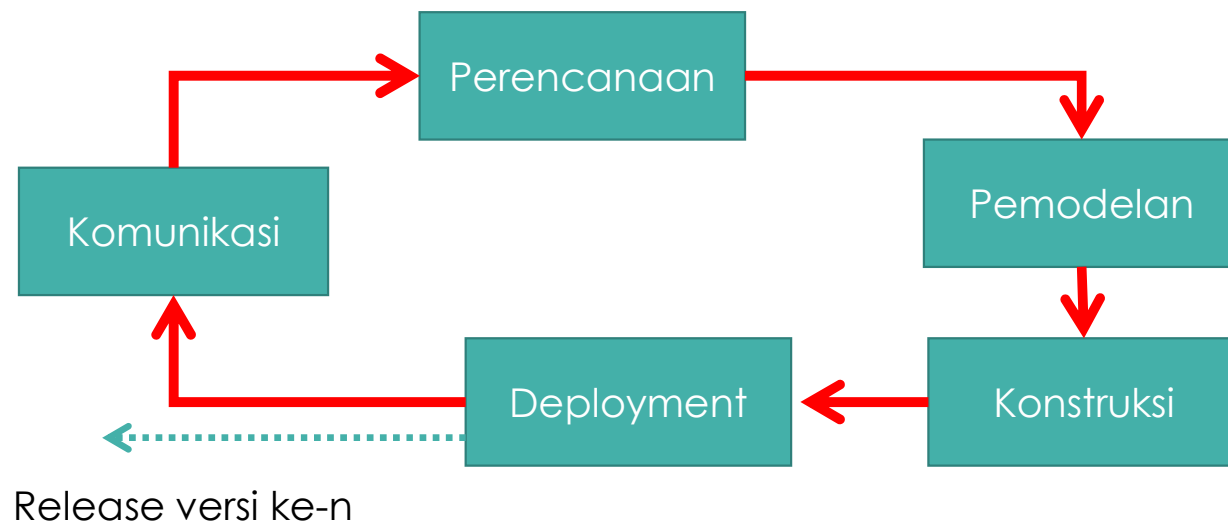 Perencanaan
Pemodelan
Komunikasi
Deployment
Konstruksi
Release versi ke-n